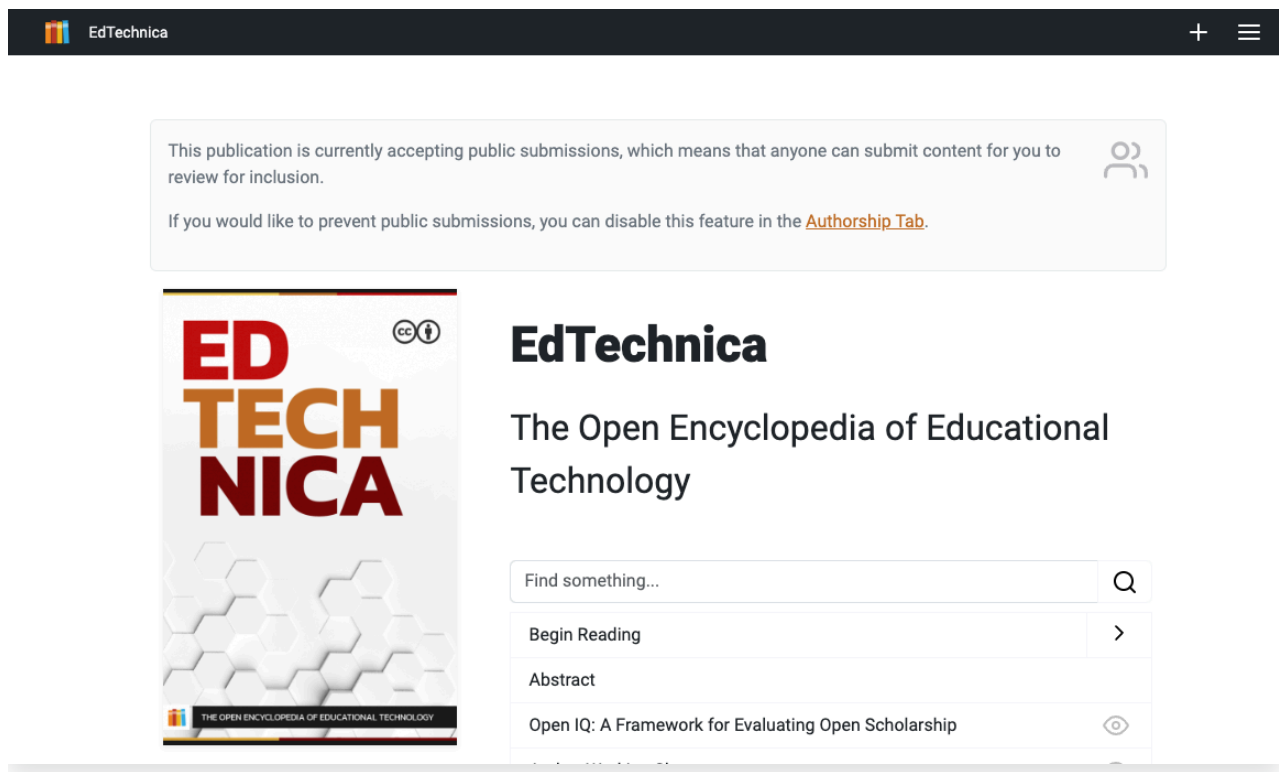 EdTechnica
This publication is currently accepting public submissions, which means that anyone can submit content for you to
review for inclusion.
If you would like to prevent public submissions, you can disable this feature in the Authorship Tab.
ED
TECH
NICA
cc
THE OPEN ENCYCLOPEDIA OF EDUCATIONAL TECHNOLOGY
EdTechnica
The Open Encyclopedia of Educational
Technology
Find something...
Begin Reading
Abstract
Open IQ: A Framework for Evaluating Open Scholarship